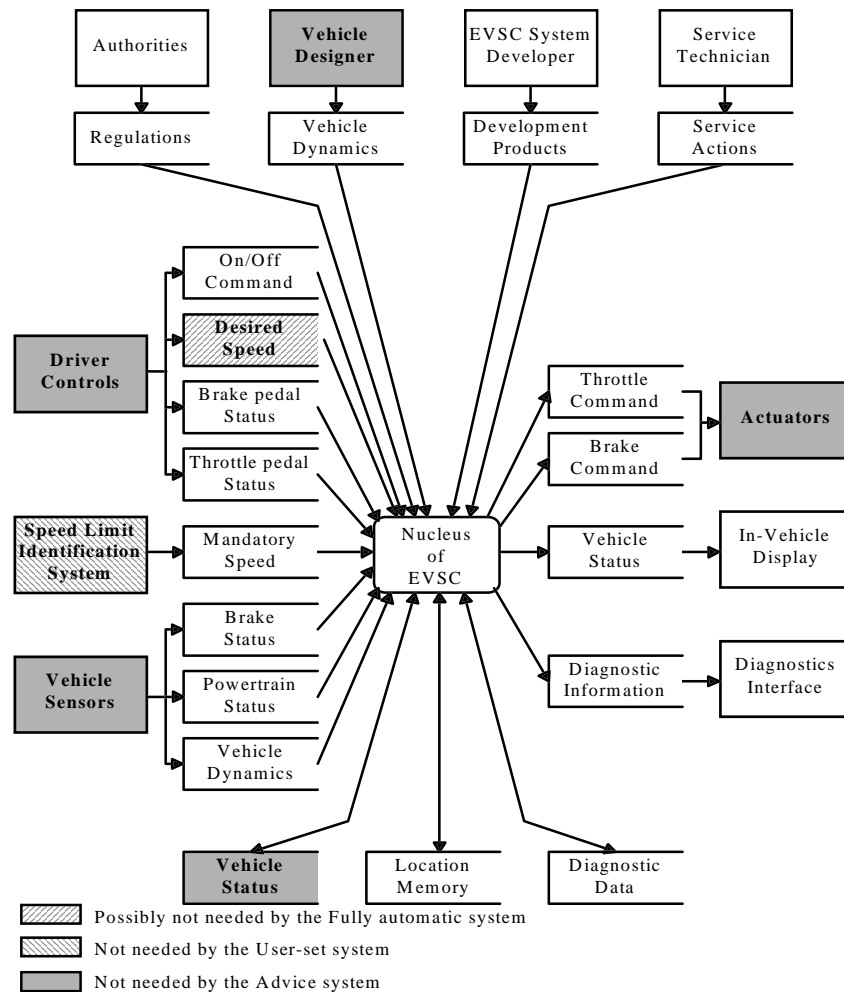 Authorities
Vehicle
Designer
EVSC System
Developer
Service
Technician
Regulations
Vehicle
Dynamics
Development
Products
Service
Actions
On/Off
Command
Desired
Speed
Driver
Controls
Brake pedal
Status
Throttle pedal
Status
Throttle
Command
Brake
Command
Actuators
Speed Limit
Identification
System
Mandatory
Speed
Nucleus
of
EVSC
Vehicle
Status
In-Vehicle
Display
Brake
Status
Vehicle
Sensors
Powertrain
Status
Vehicle
Dynamics
Diagnostic
Information
Diagnostics
Interface
Vehicle
Status
Location
Memory
Diagnostic
Data
Possibly not needed by the Fully automatic system
Not needed by the User-set system
Not needed by the Advice system